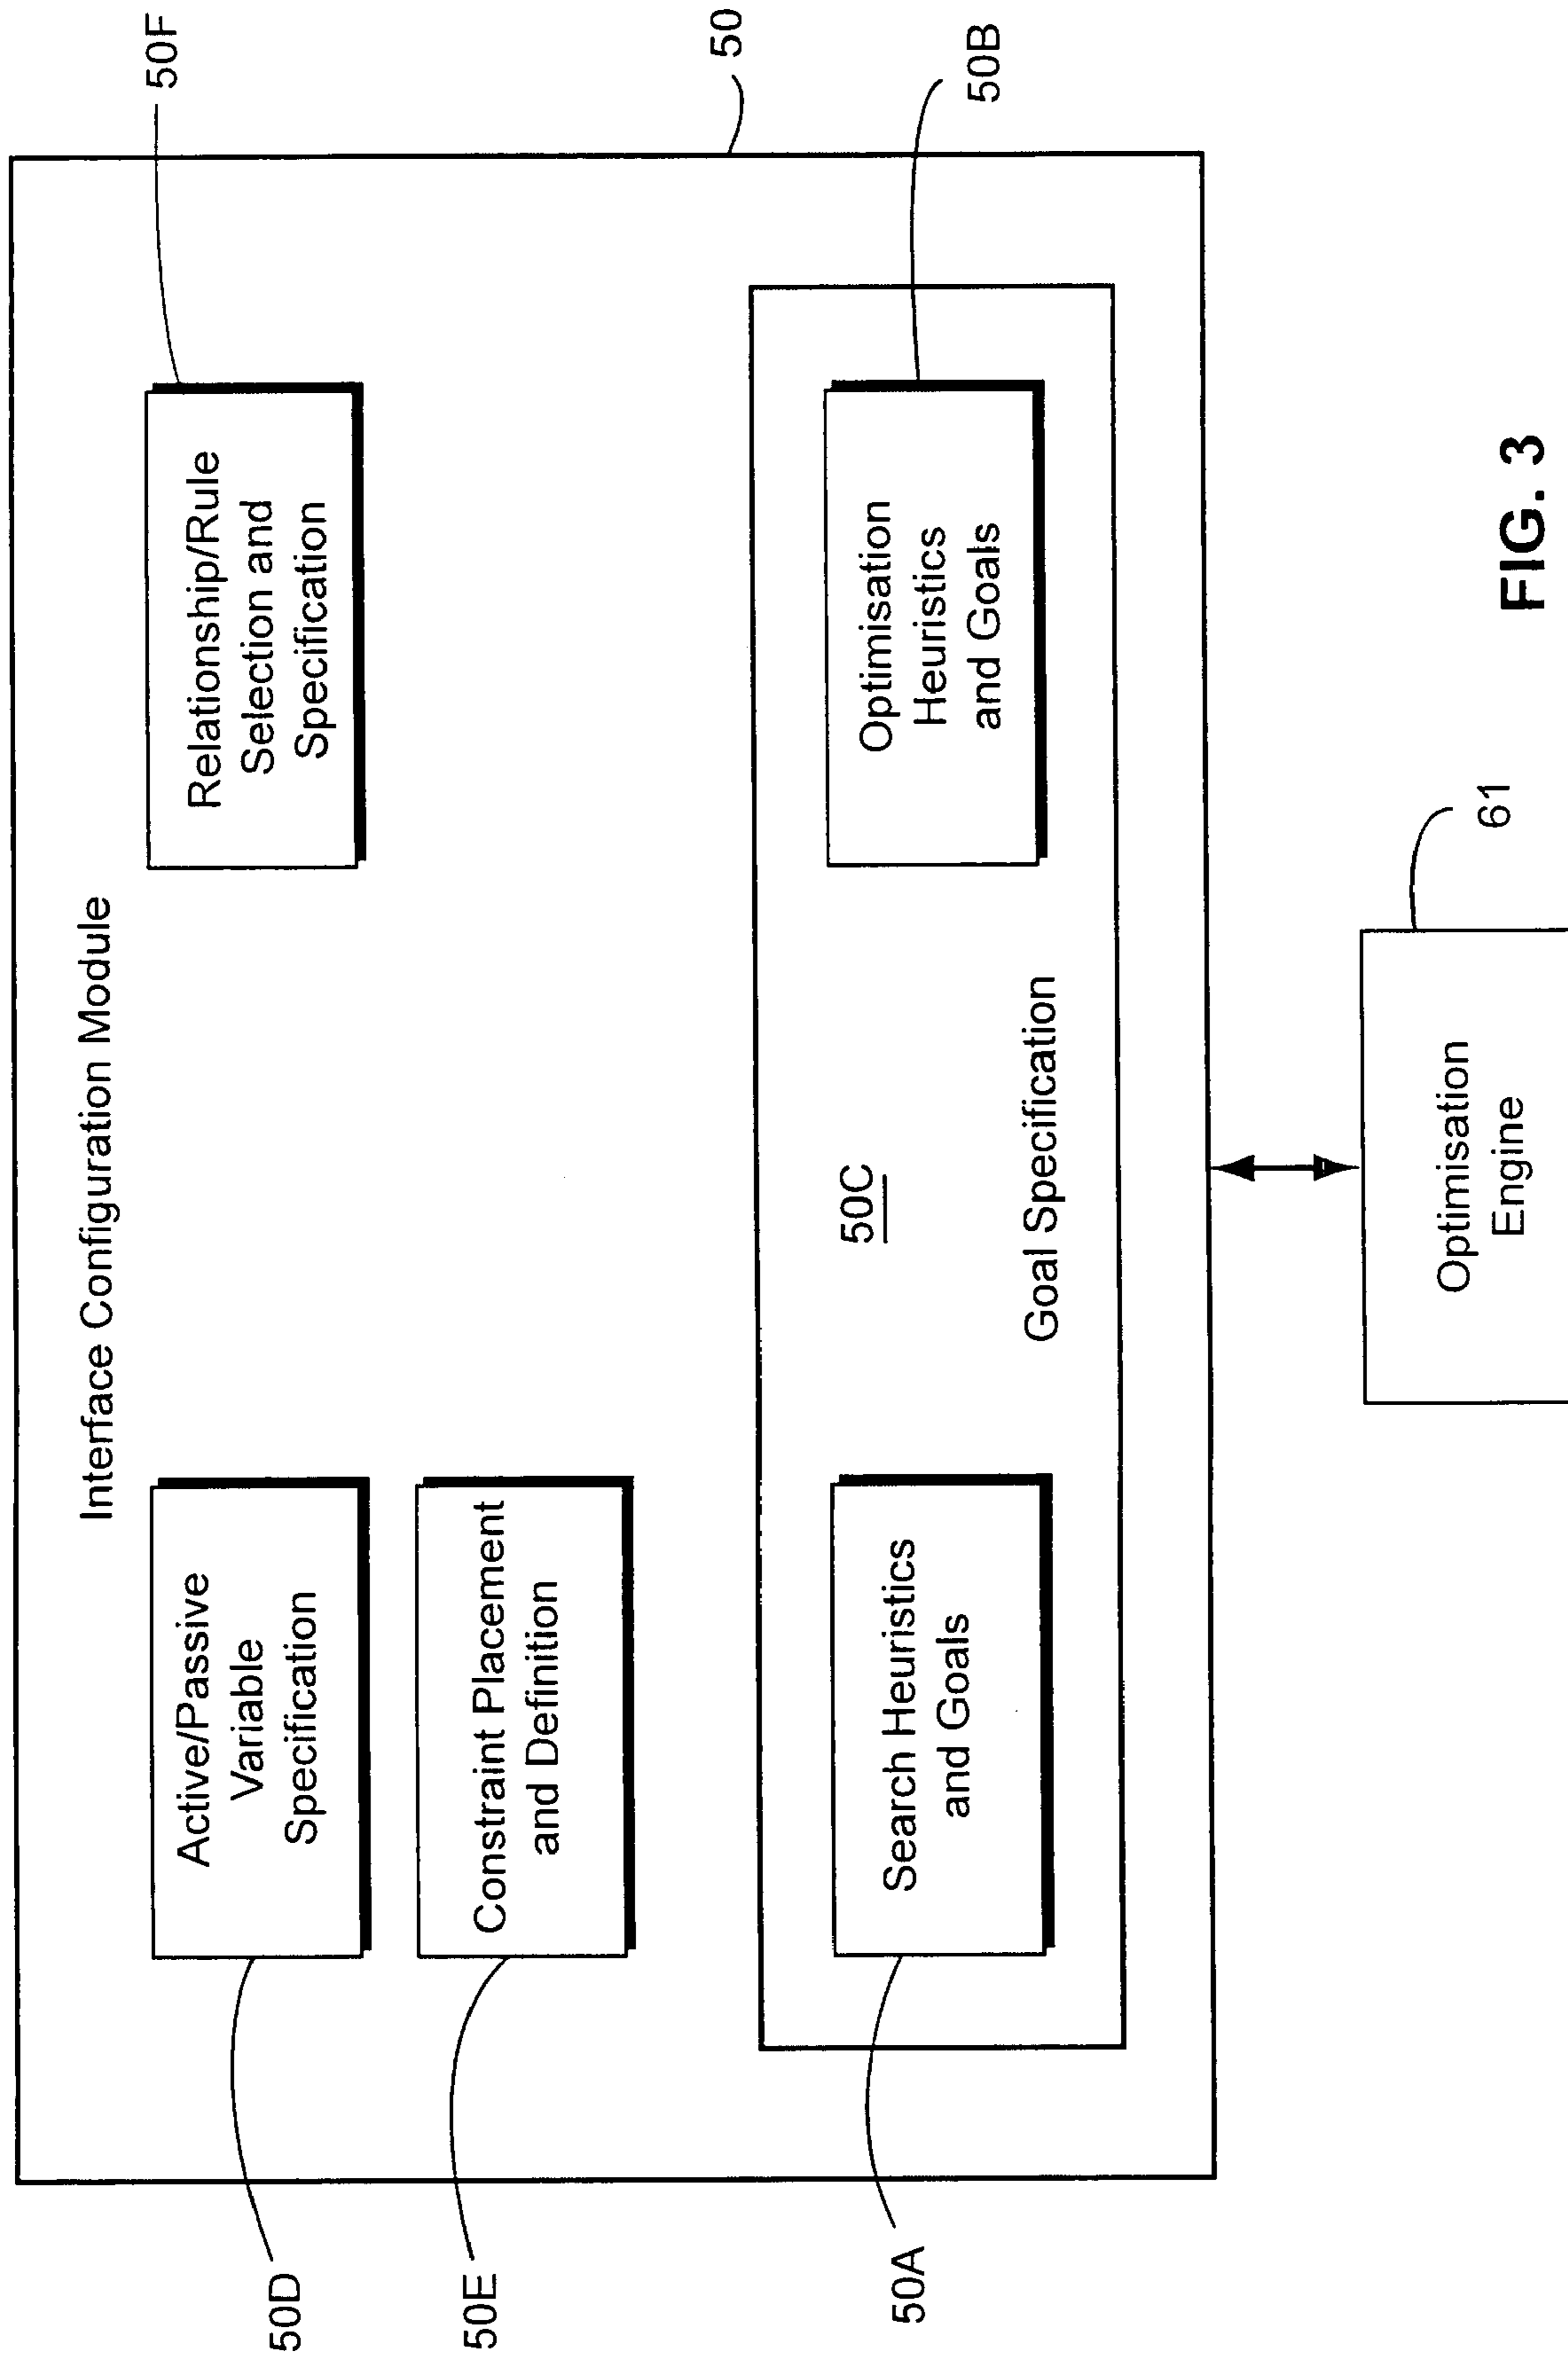 Interface Configuration Module
50D
Active/Passive
Variable
Specification
Relationship/Rule
Selection and
Specification
50F
50E
Constraint Placement
and Definition
50
50A
Search Heuristics
and Goals
50C
Goal Specification
Optimisation
Heuristics
and Goals
50B
Optimisation
Engine
61
FIG. 3